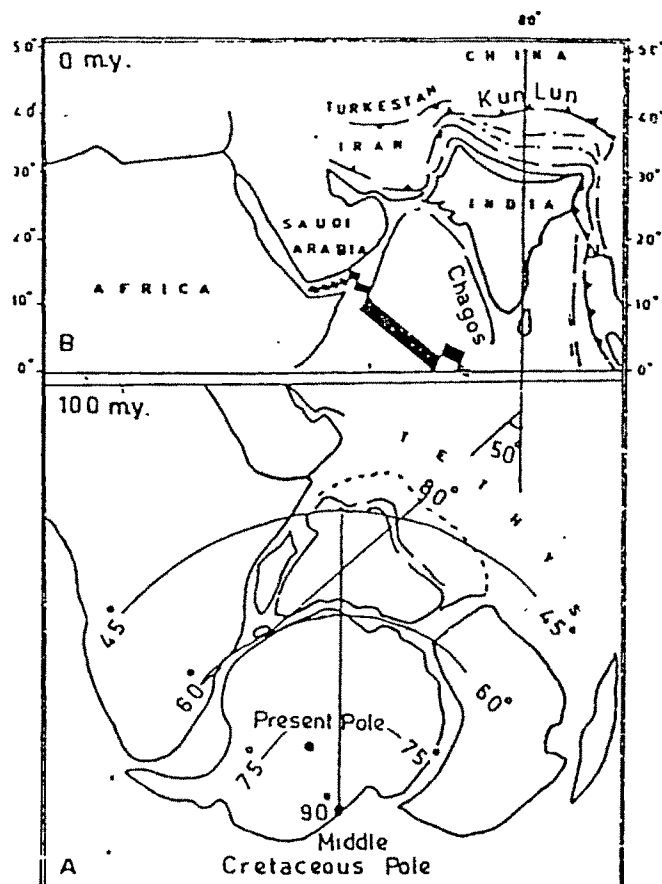 80°
50° 0 m.y. CHINA 50°
40° TURKESTAN Kun Lun 40°
IRAN
30° 30°
INDIA
SAUDI
20° ARABIA 20°
AFRICA
10° Chagos 10°
B 0° 0°
100 my.
TETHYS
50°
80°
45° 45°
60° 60°
Present Pole
75° 75°
90°
Middle
A Cretaceous Pole